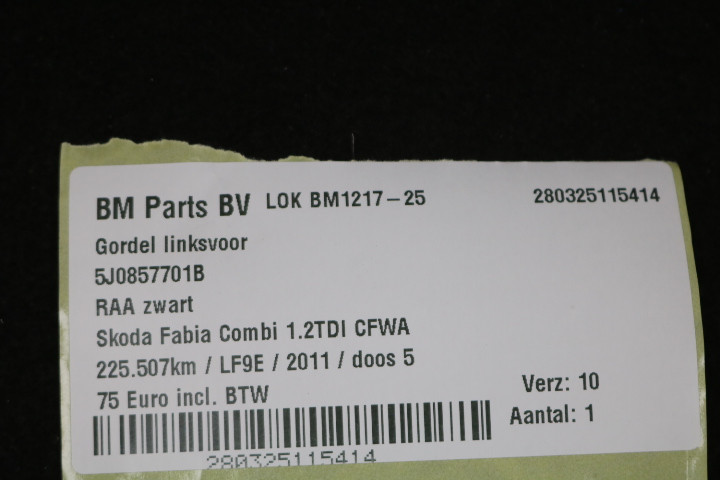 BM Parts BV LOK BM1217-25 280325115414
Gordel linksvoor
5J0857701B
RAA zwart
Skoda Fabia Combi 1.2TDI CFWA
225.507km / LF9E / 2011 / doos 5
75 Euro incl. BTW
Verz: 10
Aantal: 1
280325115414